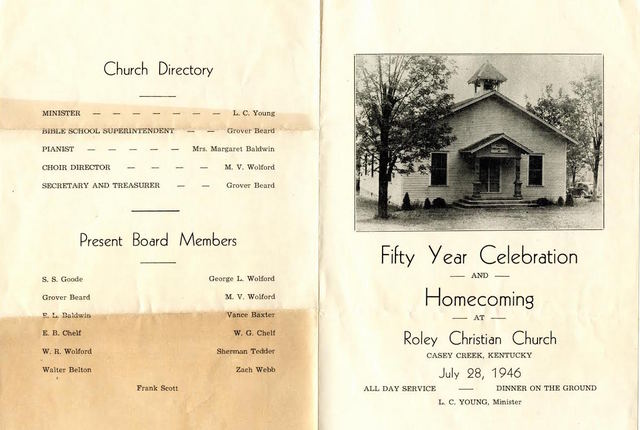 Church Directory
MINISTER — — — — — — — L. C. Young
BIBLE SCHOOL SUPERINTENDENT — — Grover Beard
PIANIST — — — — — Mrs. Margaret Baldwin
CHOIR DIRECTOR — — — M. V. Wolford
SECRETARY AND TREASURER — — Grover Beard
Present Board Members
S. S. Goode George L. Wolford
Grover Beard M. V. Wolford
E. L. Baldwin Vance Baxter
E. B. Chelf W. G. Chelf
W. R. Wolford Sherman Tedder
Walter Belton Zach Webb
Frank Scott
Fifty Year Celebration
— AND —
Homecoming
— AT —
Roley Christian Church
CASEY CREEK, KENTUCKY
July 28, 1946
ALL DAY SERVICE — DINNER ON THE GROUND
L. C. YOUNG, Minister